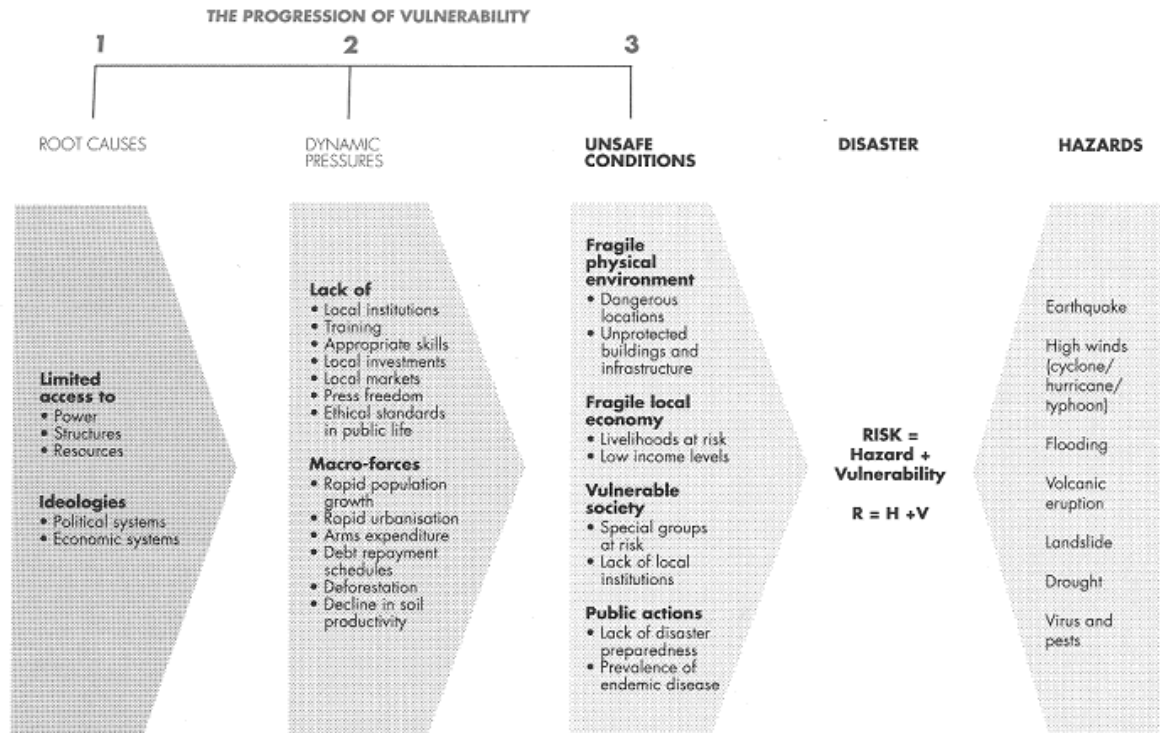 THE PROGRESSION OF VULNERABILITY
1
2
3
ROOT CAUSES
DYNAMIC
PRESSURES
UNSAFE
CONDITIONS
DISASTER
HAZARDS
Limited
access to
• Power
• Structures
• Resources
Ideologies
• Political systems
• Economic systems
Lack of
• Local institutions
• Training
• Appropriate skills
• Local investments
• Local markets
• Press freedom
• Ethical standards
in public life
Macro-forces
• Rapid population
growth
• Rapid urbanisation
• Arms expenditure
• Debt repayment
schedules
• Deforestation
• Decline in soil
productivity
Fragile
physical
environment
• Dangerous
locations
• Unprotected
buildings and
infrastructure
Fragile local
economy
• Livelihoods at risk
• Low income levels
Vulnerable
society
• Special groups
at risk
• Lack of local
institutions
Public actions
• Lack of disaster
preparedness
• Prevalence of
endemic disease
RISK =
Hazard +
Vulnerability
R = H +V
Earthquake
High winds
(cyclone/
hurricane/
typhoon)
Flooding
Volcanic
eruption
Landslide
Drought
Virus and
pests